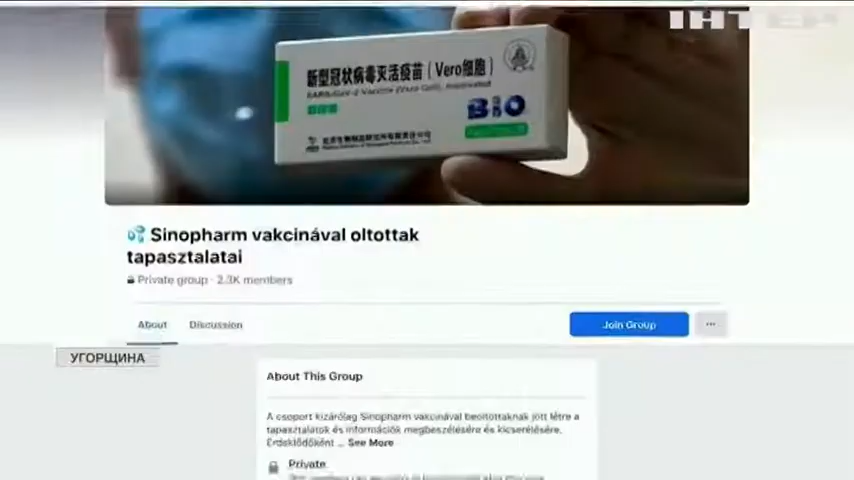 ІНТЕР
新型冠状病毒灭活疫苗（Vero细胞）
BiO
💦 Sinopharm vakcinával oltottak
tapasztalatai
Private group · 2.3K members
About Discussion Join Group ...
УГОРЩИНА
About This Group
A csoport kizárólag Sinopharm vakcinával beoltottaknak jött létre a
tapasztalatok és információk megbeszélésére és kicserélésére.
Érdeklődőként ... See More
Private